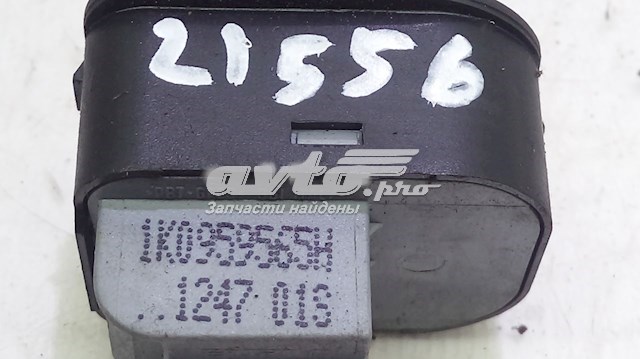 21556
avto.pro
Запчасти найдены
1K0959565H
1247 01S